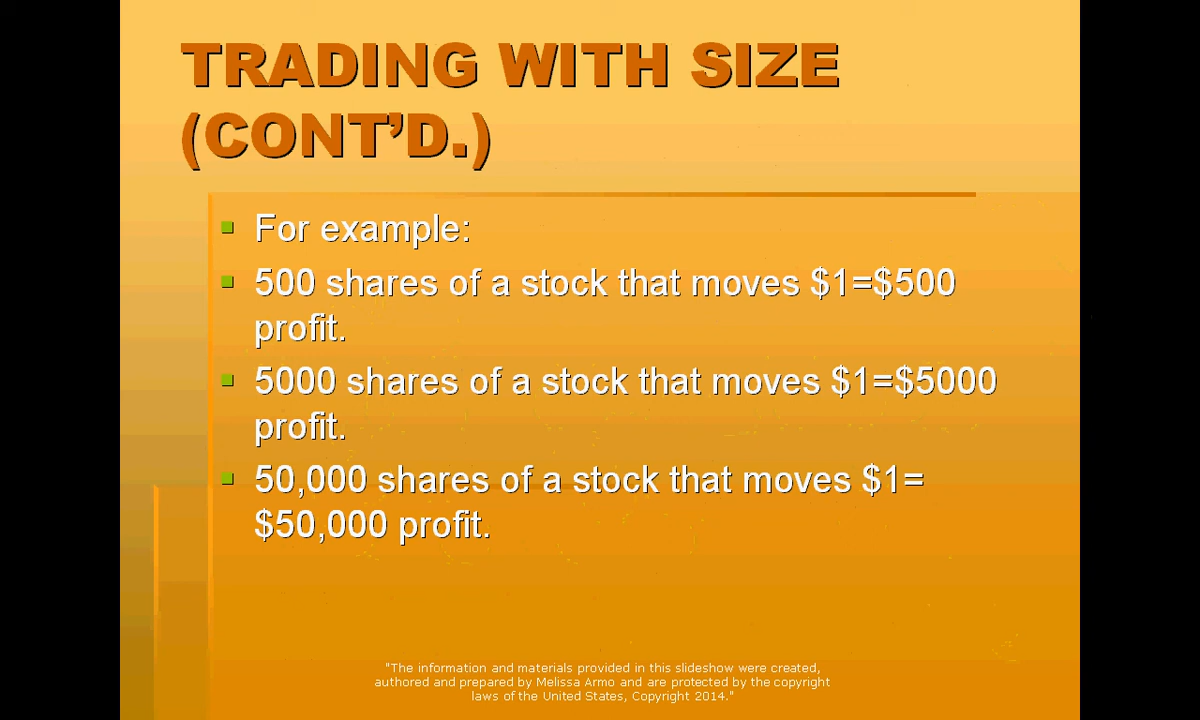 TRADING WITH SIZE
(CONT’D.)
For example:
500 shares of a stock that moves $1=$500
profit.
5000 shares of a stock that moves $1=$5000
profit.
50,000 shares of a stock that moves $1=
$50,000 profit.
"The information and materials provided in this slideshow were created,
authored and prepared by Melissa Armo and are protected by the copyright
laws of the United States, Copyright 2014."